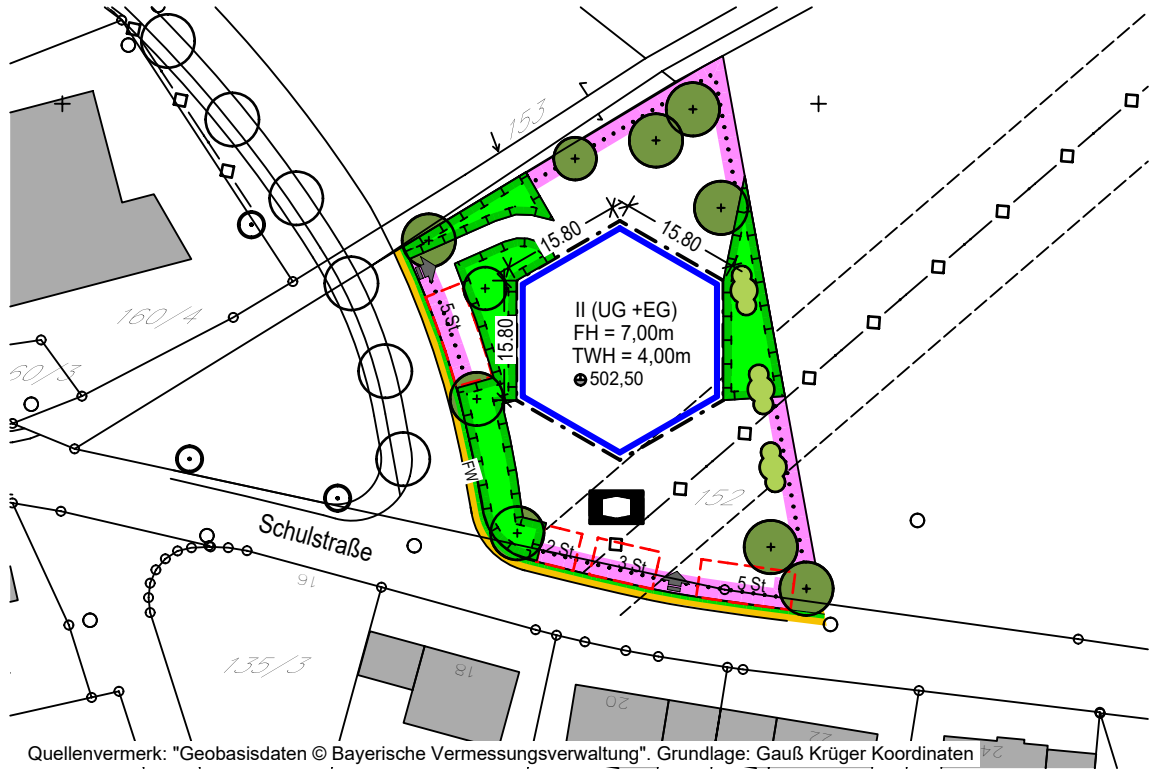 153
15.80
15.80
160/4
5 St.
15.80
II (UG +EG)
FH = 7,00m
TWH = 4,00m
502,50
60/3
FW
152
Schulstraße
2 St.
3 St.
5 St.
16
135/3
18
20
22
24
Quellenvermerk: "Geobasisdaten © Bayerische Vermessungsverwaltung". Grundlage: Gauß Krüger Koordinaten